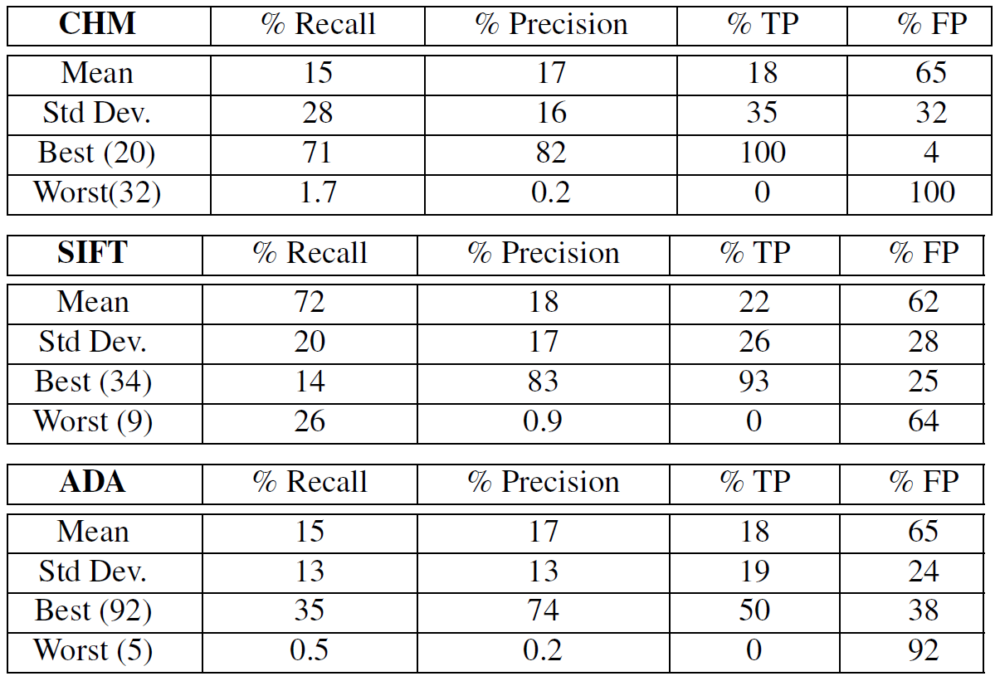 CHM % Recall % Precision % TP % FP
Mean 15 17 18 65
Std Dev. 28 16 35 32
Best (20) 71 82 100 4
Worst(32) 1.7 0.2 0 100
SIFT % Recall % Precision % TP % FP
Mean 72 18 22 62
Std Dev. 20 17 26 28
Best (34) 14 83 93 25
Worst (9) 26 0.9 0 64
ADA % Recall % Precision % TP % FP
Mean 15 17 18 65
Std Dev. 13 13 19 24
Best (92) 35 74 50 38
Worst (5) 0.5 0.2 0 92